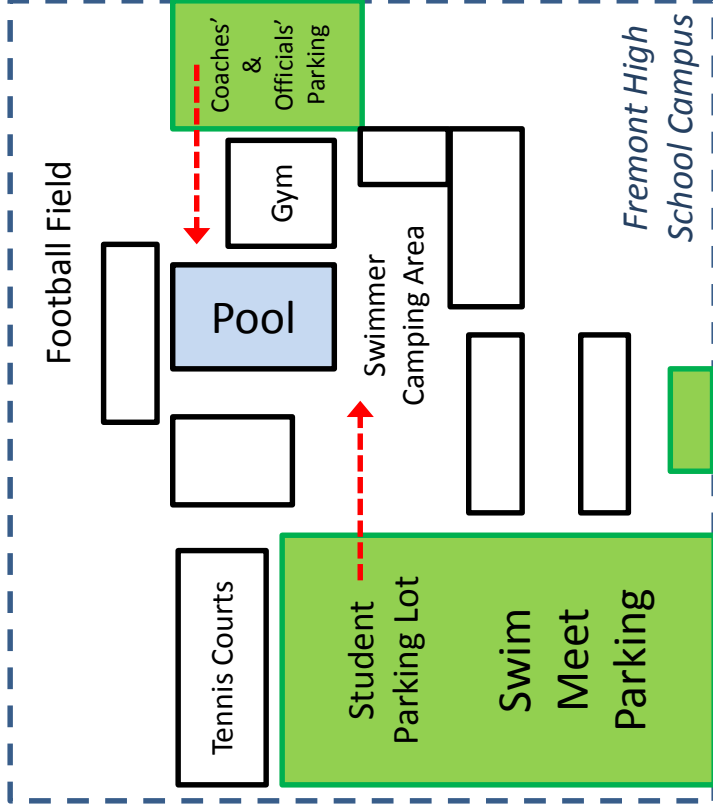 Football Field
Coaches’
&
Officials’
Parking
Gym
Pool
Swimmer
Camping Area
Tennis Courts
Student
Parking Lot
Swim
Meet
Parking
Fremont High
School Campus